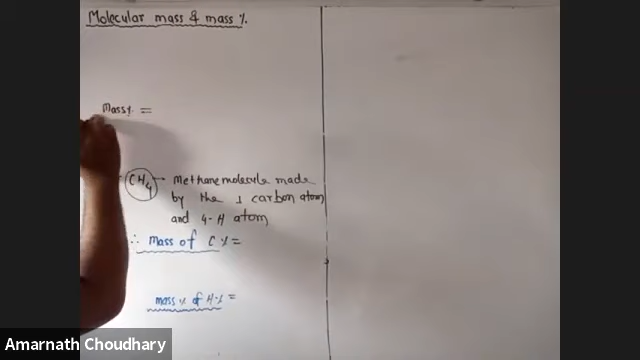 Molecular mass & mass %.
Mass%. =
CH4 → Methane molecule made
by the 1 carbon atom
and 4-H atom
∴ Mass of C % =
mass % of H.% =
Amarnath Choudhary